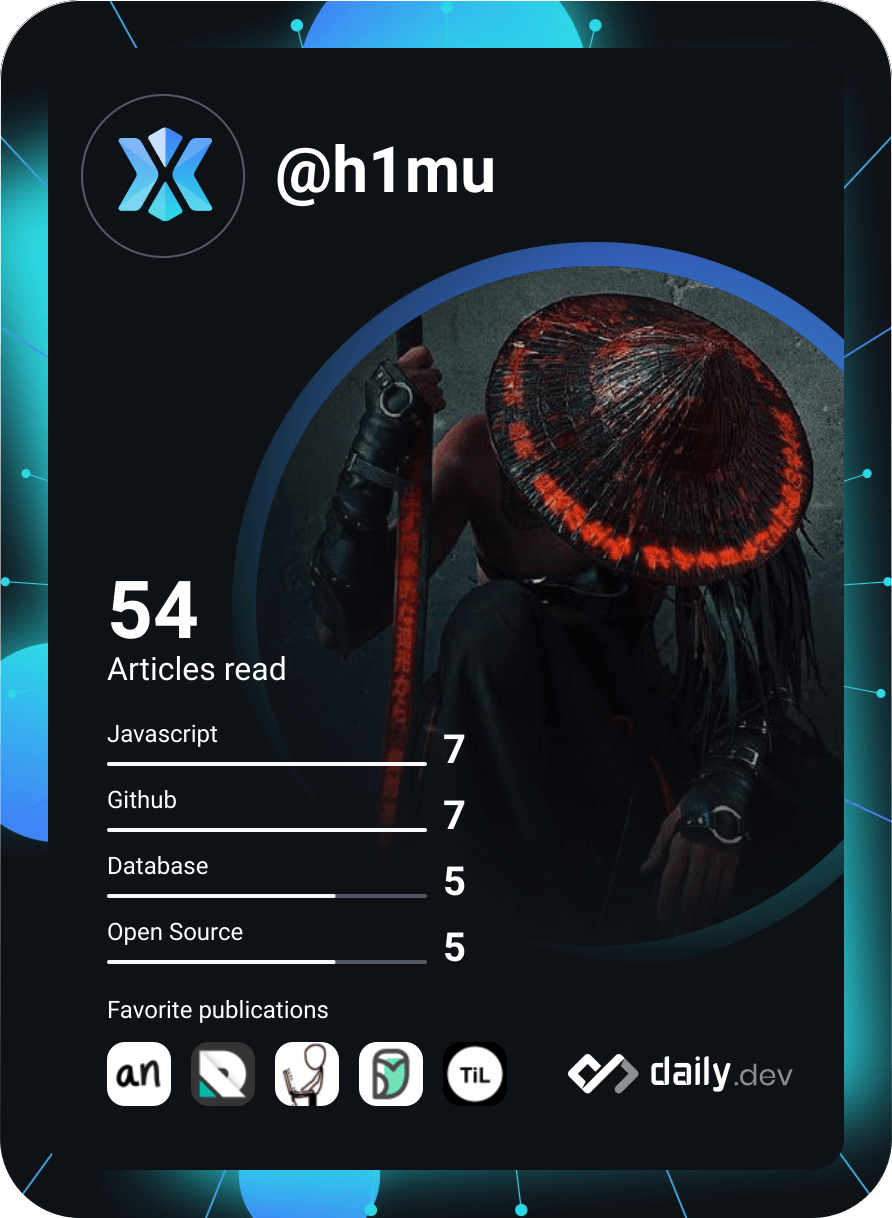 @h1mu
54
Articles read
Javascript
7
Github
7
Database
5
Open Source
5
Favorite publications
an
TiL
daily.dev